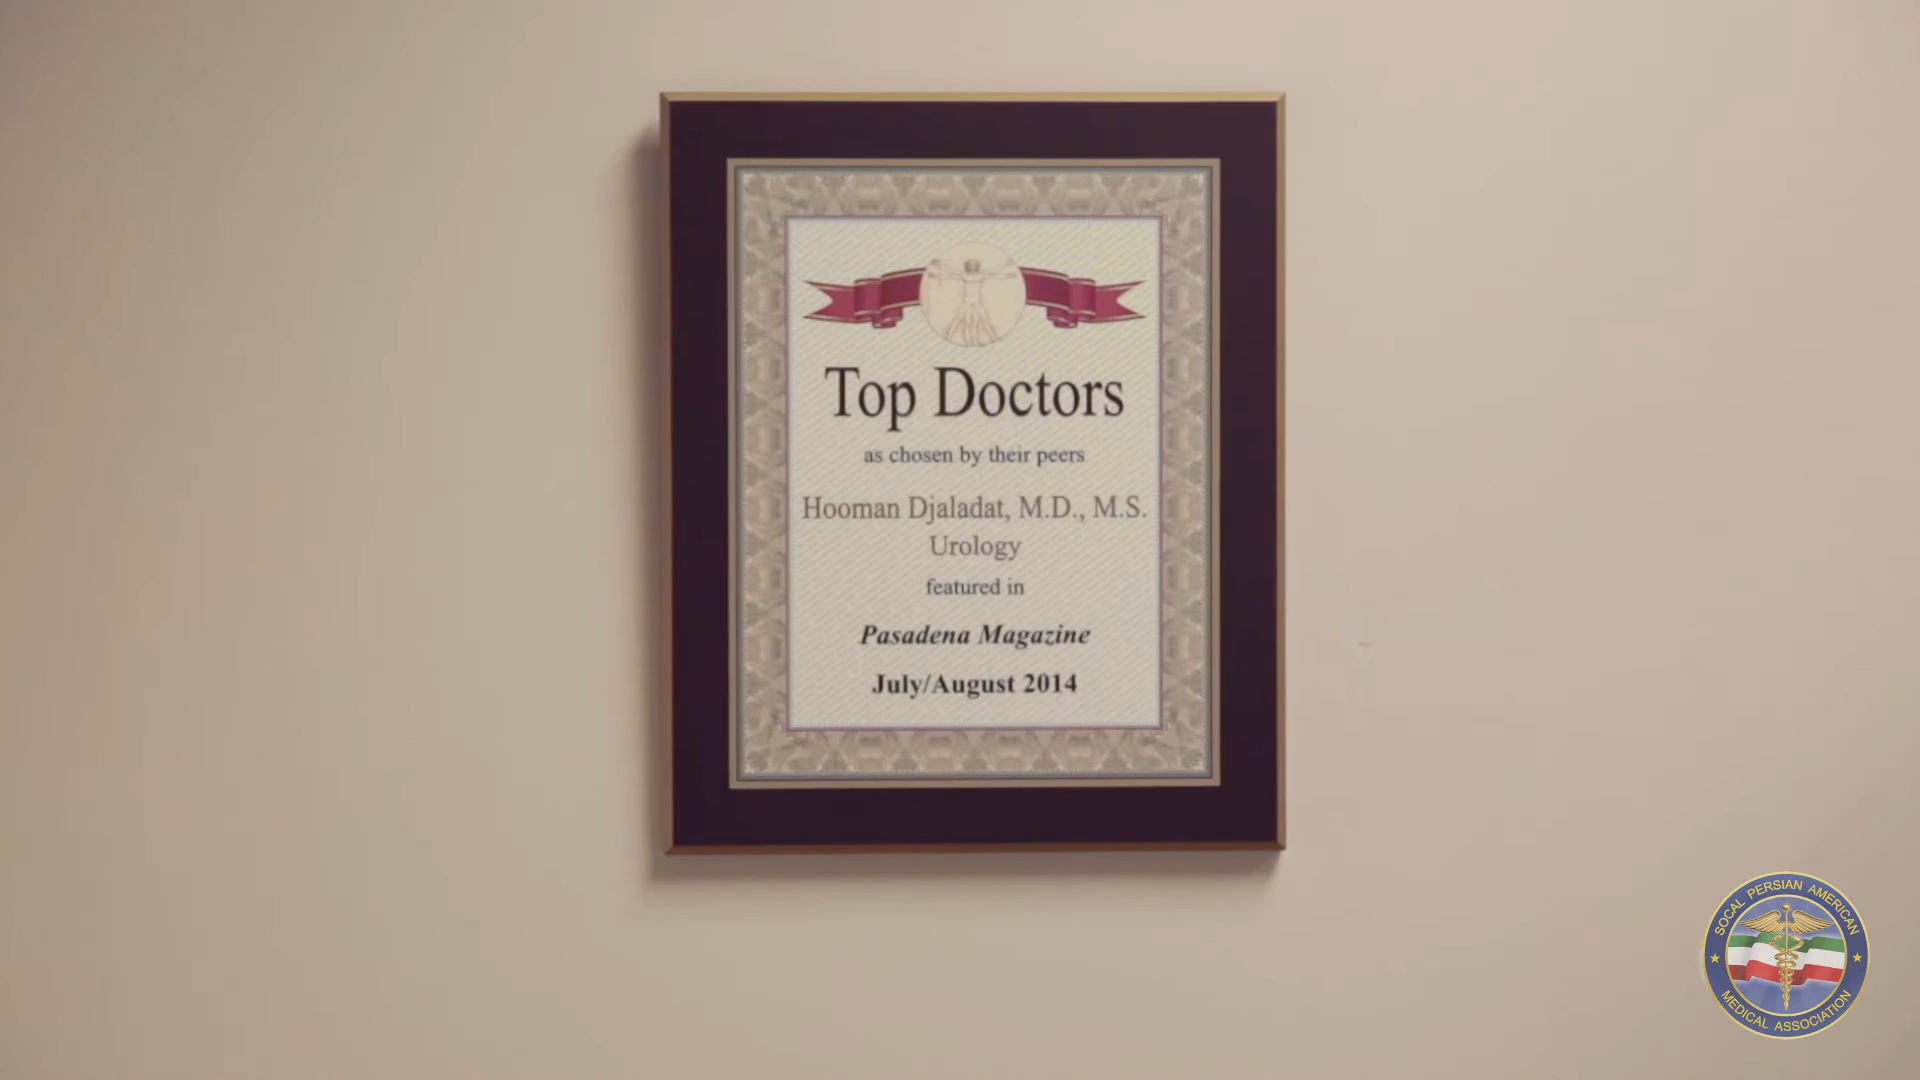 Top Doctors
as chosen by their peers
Hooman Djaladat, M.D., M.S.
Urology
featured in
Pasadena Magazine
July/August 2014
SOCAL PERSIAN AMERICAN
MEDICAL ASSOCIATION